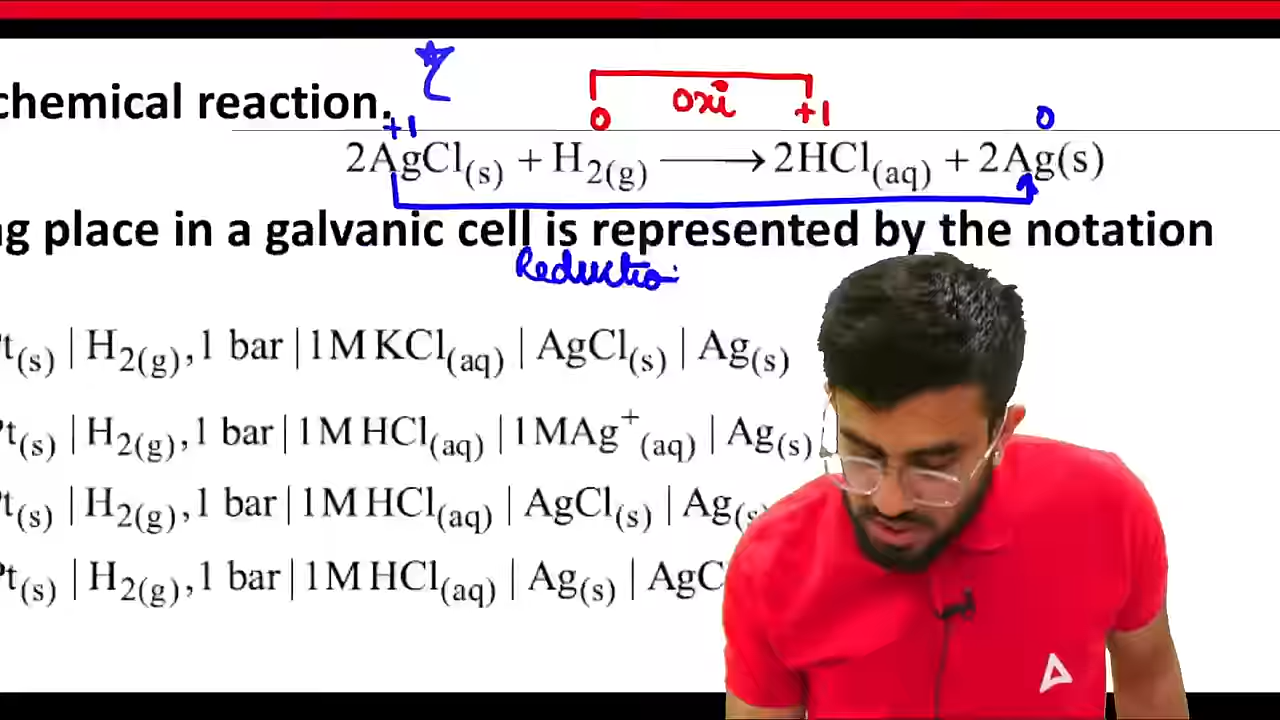 chemical reaction.
oxi
0 +1
+1 0
2AgCl(s) + H2(g) ⟶ 2HCl(aq) + 2Ag(s)
g place in a galvanic cell is represented by the notation
Reductio
t(s) | H2(g), 1 bar | 1M KCl(aq) | AgCl(s) | Ag(s)
t(s) | H2(g), 1 bar | 1M HCl(aq) | 1MAg+(aq) | Ag(s)
t(s) | H2(g), 1 bar | 1M HCl(aq) | AgCl(s) | Ag(s
t(s) | H2(g), 1 bar | 1M HCl(aq) | Ag(s) | AgC